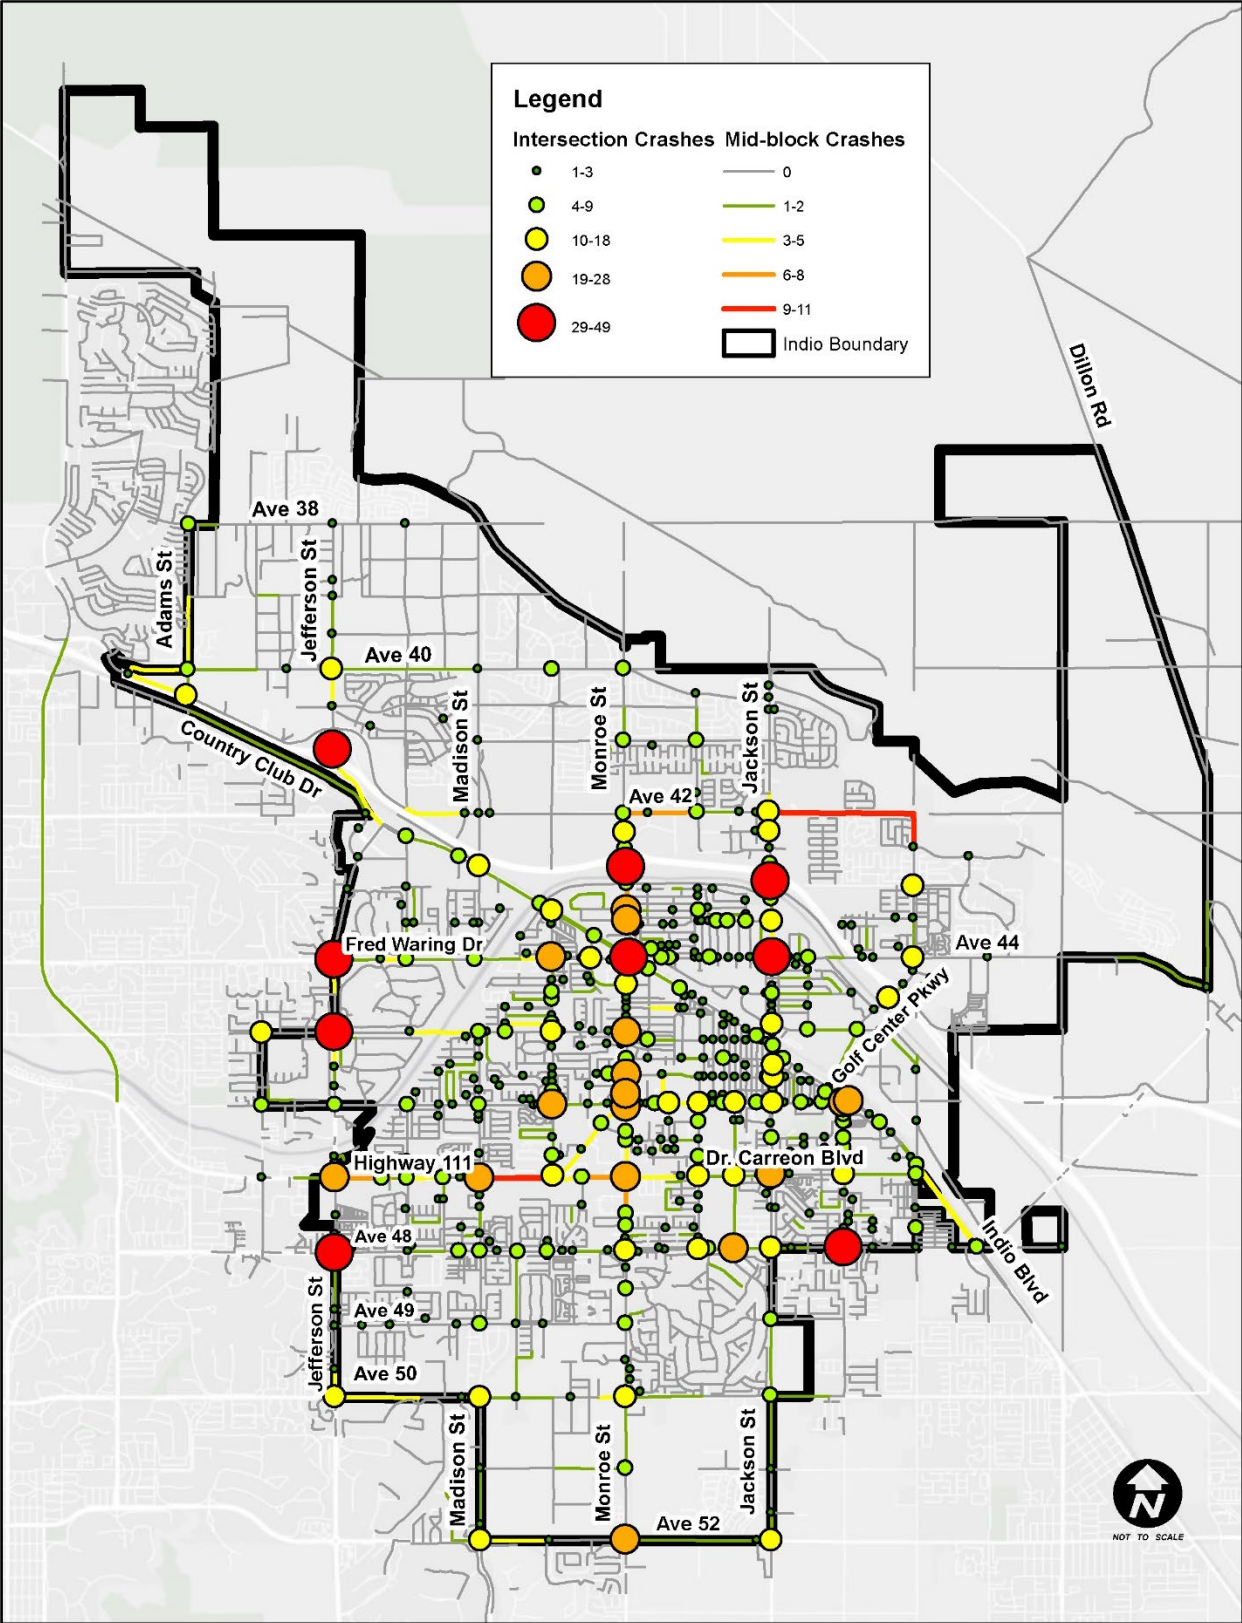 Legend
Intersection Crashes Mid-block Crashes
1-3 0
4-9 1-2
10-18 3-5
19-28 6-8
29-49 9-11
Indio Boundary
Dillon Rd
Ave 38
Adams St
Jefferson St
Ave 40
Country Club Dr
Madison St
Monroe St
Jackson St
Ave 42
Fred Waring Dr
Ave 44
Golf Center Pkwy
Highway 111
Dr. Carreon Blvd
Ave 48
Indio Blvd
Jefferson St
Ave 49
Ave 50
Madison St
Monroe St
Jackson St
Ave 52
N
NOT TO SCALE